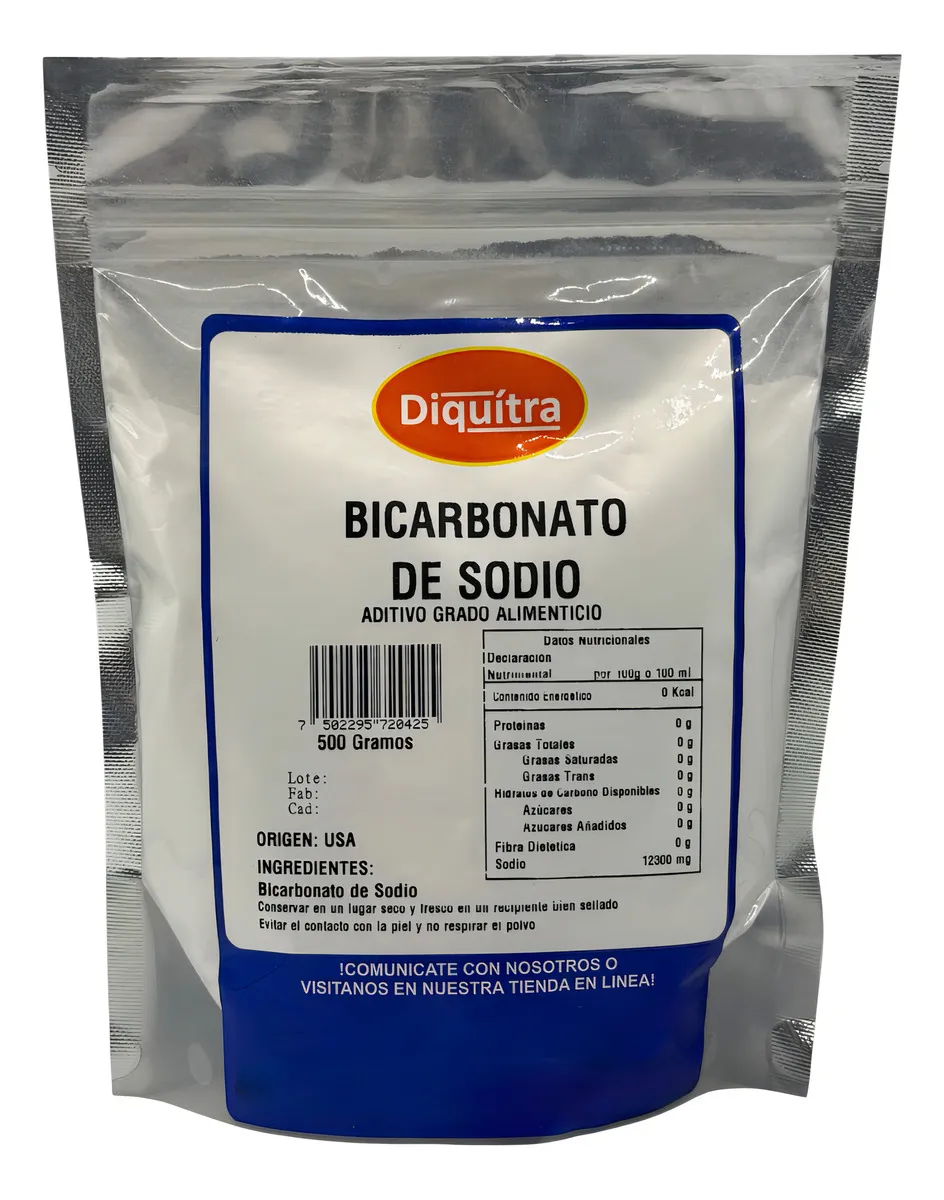 Diquítra
BICARBONATO
DE SODIO
ADITIVO GRADO ALIMENTICIO
7 502295 720425
500 Gramos
Lote:
Fab:
Cad:
ORIGEN: USA
INGREDIENTES:
Bicarbonato de Sodio
Datos Nutricionales
Declaracion
Nutrimental por 100g o 100 ml
Contenido Energetico 0 Kcal
Proteinas 0 g
Grasas Totales 0 g
Grasas Saturadas 0 g
Grasas Trans 0 g
Hidratos de Carbono Disponibles 0 g
Azúcares 0 g
Azucares Añadidos 0 g
Fibra Dietetica 0 g
Sodio 12300 mg
Conservar en un lugar seco y fresco en un recipiente bien sellado
Evitar el contacto con la piel y no respirar el polvo
!COMUNICATE CON NOSOTROS O
VISITANOS EN NUESTRA TIENDA EN LINEA!